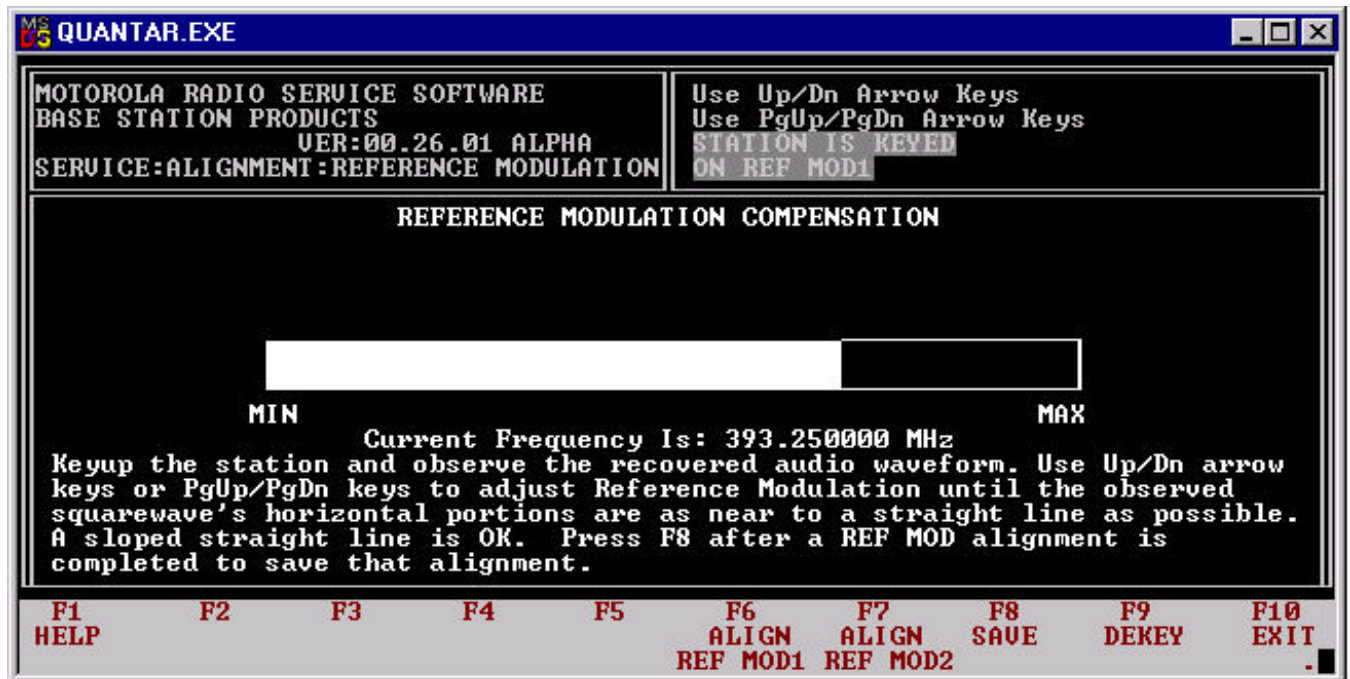 QUANTAR.EXE
MOTOROLA RADIO SERVICE SOFTWARE
BASE STATION PRODUCTS
VER:00.26.01 ALPHA
SERVICE:ALIGNMENT:REFERENCE MODULATION
Use Up/Dn Arrow Keys
Use PgUp/PgDn Arrow Keys
STATION IS KEYED
ON REF MOD1
REFERENCE MODULATION COMPENSATION
MIN MAX
Current Frequency Is: 393.250000 MHz
Keyup the station and observe the recovered audio waveform. Use Up/Dn arrow
keys or PgUp/PgDn keys to adjust Reference Modulation until the observed
squarewave's horizontal portions are as near to a straight line as possible.
A sloped straight line is OK.  Press F8 after a REF MOD alignment is
completed to save that alignment.
F1 F2 F3 F4 F5 F6 F7 F8 F9 F10
HELP ALIGN ALIGN SAVE DEKEY EXIT
REF MOD1 REF MOD2 .